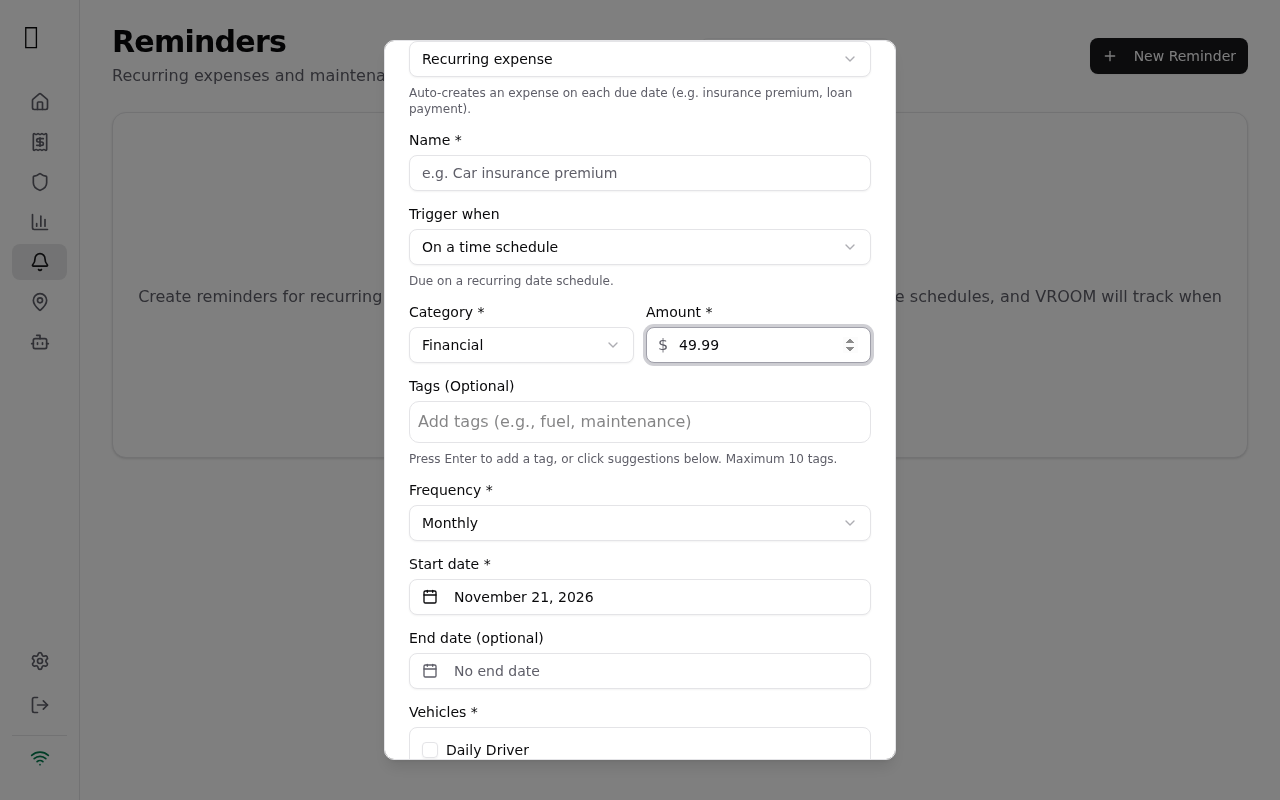 Reminders
Recurring expenses and maintena
New Reminder
Create reminders for recurring
e schedules, and VROOM will track when
Recurring expense
Auto-creates an expense on each due date (e.g. insurance premium, loan
payment).
Name *
e.g. Car insurance premium
Trigger when
On a time schedule
Due on a recurring date schedule.
Category * Amount *
Financial $ 49.99
Tags (Optional)
Add tags (e.g., fuel, maintenance)
Press Enter to add a tag, or click suggestions below. Maximum 10 tags.
Frequency *
Monthly
Start date *
November 21, 2026
End date (optional)
No end date
Vehicles *
Daily Driver